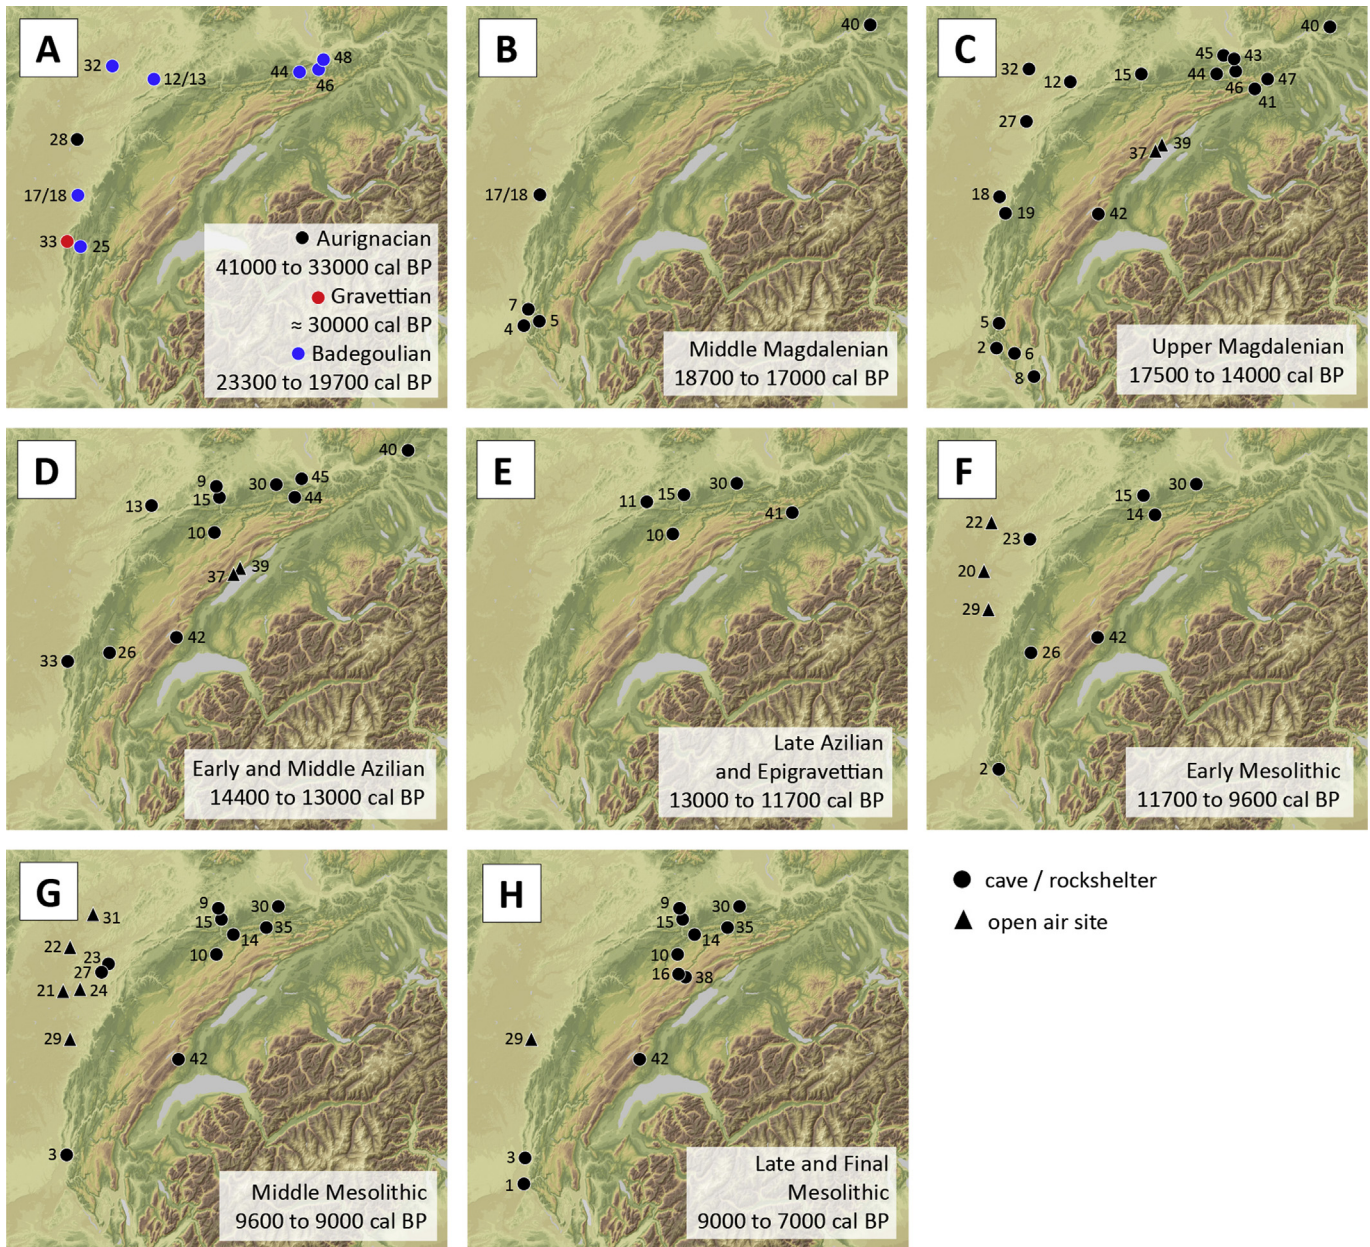 A
32
12/13
44
48
46
28
17/18
33
25
Aurignacian
41000 to 33000 cal BP
Gravettian
≈ 30000 cal BP
Badegoulian
23300 to 19700 cal BP
B
40
17/18
7
5
4
Middle Magdalenian
18700 to 17000 cal BP
C
40
45
43
32
12
15
44
46
47
41
27
39
37
18
19
42
5
2
6
8
Upper Magdalenian
17500 to 14000 cal BP
D
40
9
30
45
15
44
13
10
39
37
42
26
33
Early and Middle Azilian
14400 to 13000 cal BP
E
30
15
11
41
10
Late Azilian
and Epigravettian
13000 to 11700 cal BP
F
30
15
14
22
23
20
29
42
26
2
Early Mesolithic
11700 to 9600 cal BP
G
9
30
31
15
35
14
22
10
23
27
21
24
29
42
3
Middle Mesolithic
9600 to 9000 cal BP
H
9
30
15
35
14
10
16
38
29
42
3
1
Late and Final
Mesolithic
9000 to 7000 cal BP
cave / rockshelter
open air site